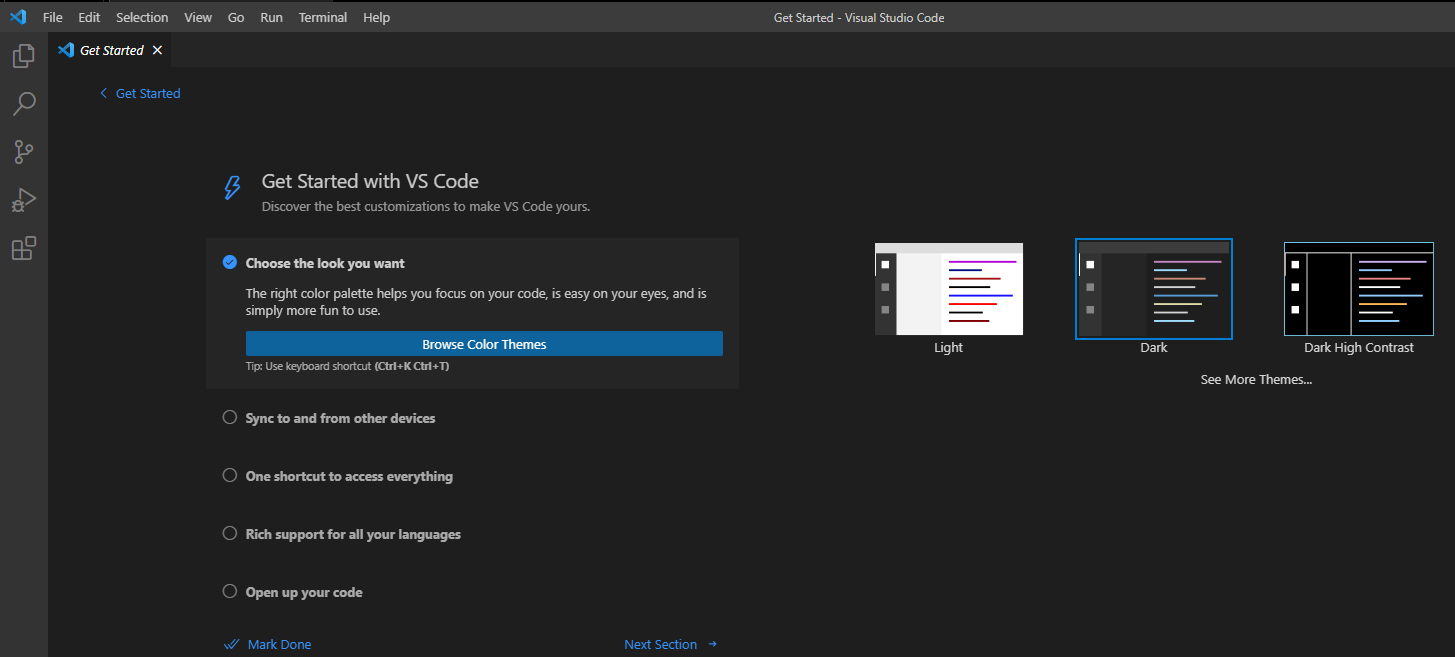 File Edit Selection View Go Run Terminal Help
Get Started - Visual Studio Code
Get Started
Get Started
Get Started with VS Code
Discover the best customizations to make VS Code yours.
Choose the look you want
The right color palette helps you focus on your code, is easy on your eyes, and is
simply more fun to use.
Browse Color Themes
Tip: Use keyboard shortcut (Ctrl+K Ctrl+T)
Light
Dark
Dark High Contrast
See More Themes...
Sync to and from other devices
One shortcut to access everything
Rich support for all your languages
Open up your code
Mark Done
Next Section